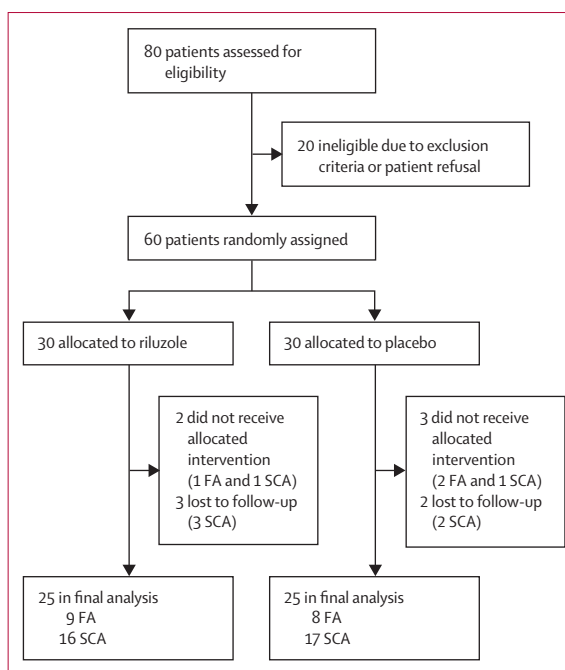 80 patients assessed for
eligibility
20 ineligible due to exclusion
criteria or patient refusal
60 patients randomly assigned
30 allocated to riluzole
30 allocated to placebo
2 did not receive
allocated
intervention
(1 FA and 1 SCA)
3 lost to follow-up
(3 SCA)
3 did not receive
allocated
intervention
(2 FA and 1 SCA)
2 lost to follow-up
(2 SCA)
25 in final analysis
9 FA
16 SCA
25 in final analysis
8 FA
17 SCA